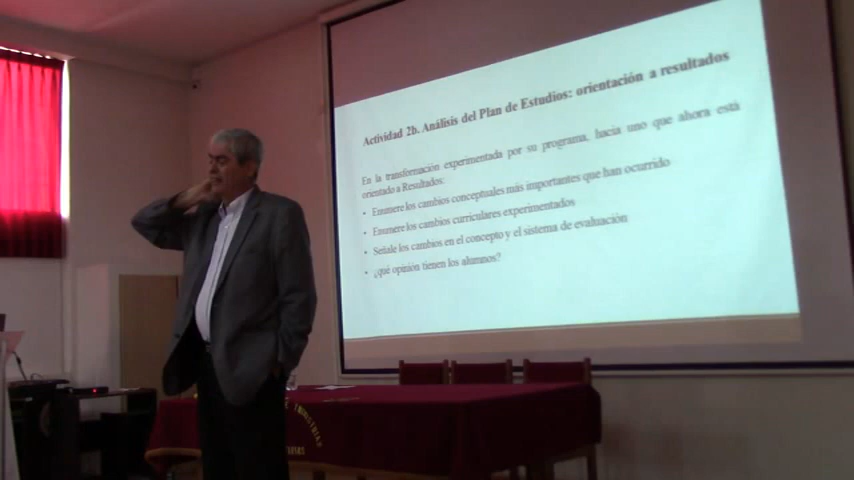 Actividad 2b. Análisis del Plan de Estudios: orientación a resultados
En la transformación experimentada por su programa, hacia uno que ahora está
orientado a Resultados:
• Enumere los cambios conceptuales más importantes que han ocurrido
• Enumere los cambios curriculares experimentados
• Señale los cambios en el concepto y el sistema de evaluación
• ¿qué opinión tienen los alumnos?